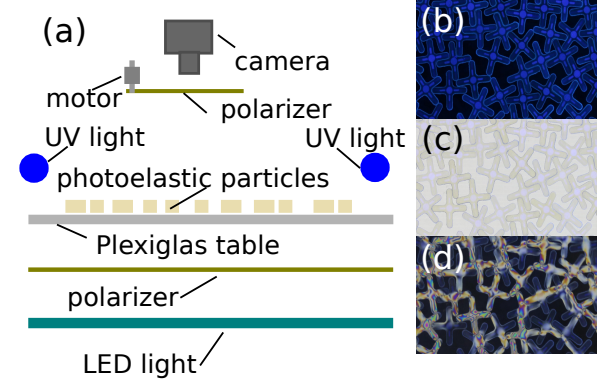 (a)
camera
motor
polarizer
UV light
UV light
photoelastic particles
Plexiglas table
polarizer
LED light
(b)
(c)
(d)